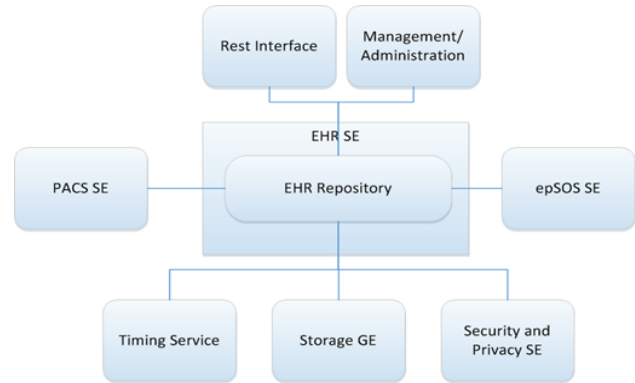 Rest Interface
Management/
Administration
EHR SE
PACS SE
EHR Repository
epSOS SE
Timing Service
Storage GE
Security and
Privacy SE